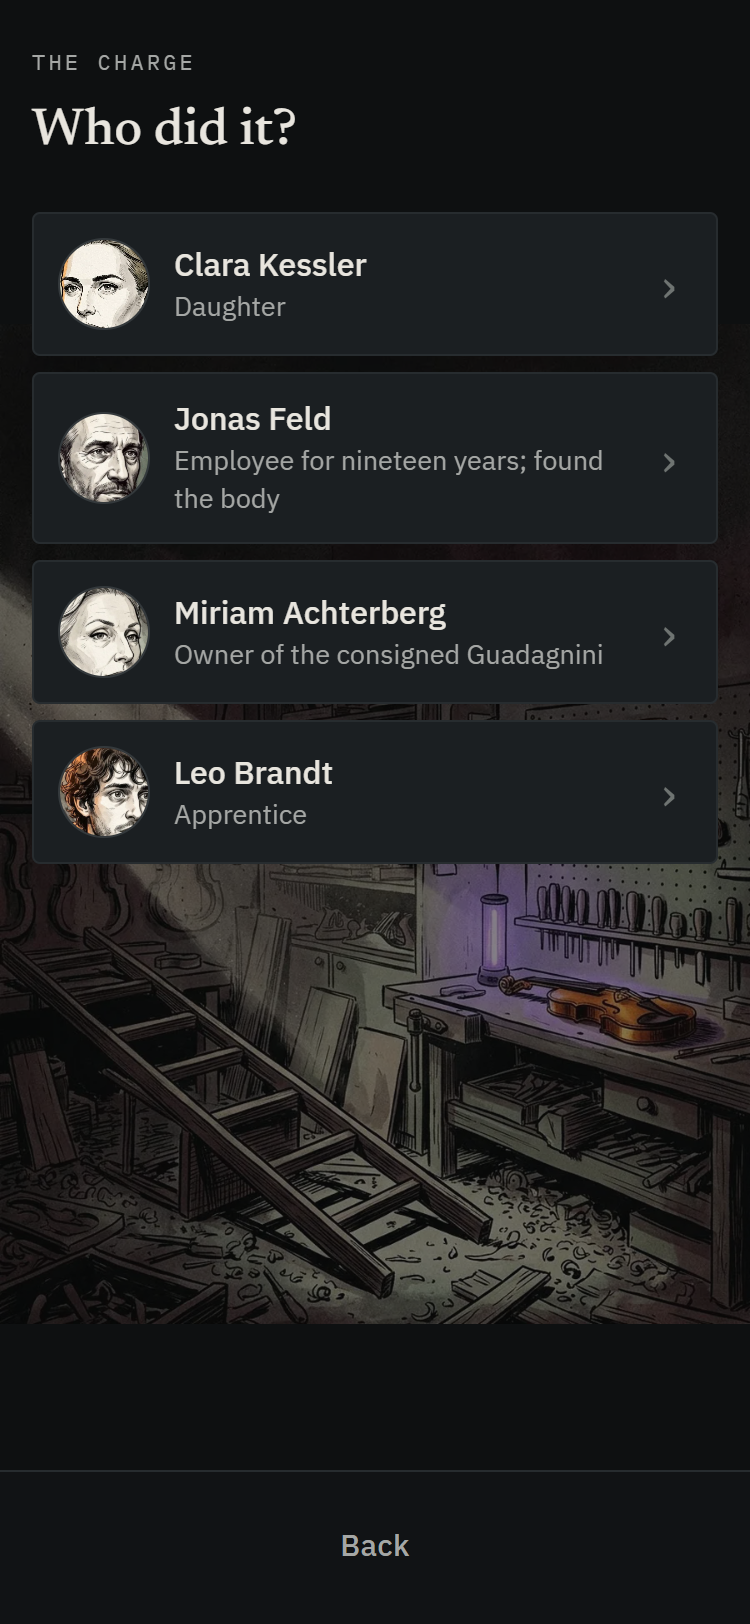 THE CHARGE
Who did it?
Clara Kessler
Daughter
Jonas Feld
Employee for nineteen years; found
the body
Miriam Achterberg
Owner of the consigned Guadagnini
Leo Brandt
Apprentice
Back